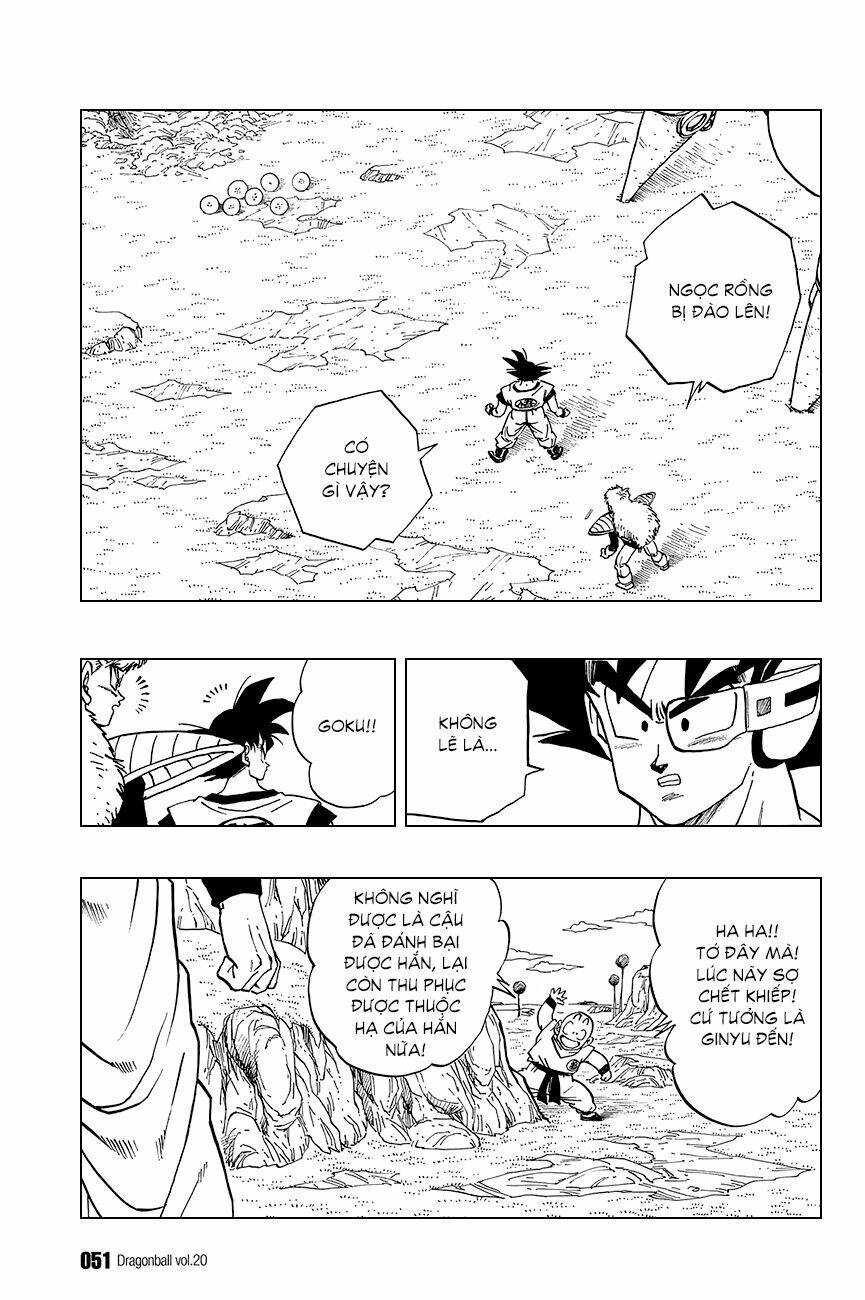 NGỌC RỒNG
BỊ ĐÀO LÊN!
CÓ
CHUYỆN
GÌ VẬY?
GOKU!!
KHÔNG
LẼ LÀ...
KHÔNG NGHÌ
ĐƯỢC LÀ CẬU
ĐÃ ĐÁNH BẠI
ĐƯỢC HẮN, LẠI
CÒN THU PHỤC
ĐƯỢC THUỘC
HẠ CỦA HẮN
NỮA!
HA HA!!
TỚ ĐÂY MÀ!
LÚC NÀY SỢ
CHẾT KHIẾP!
CỨ TƯỞNG LÀ
GINYU ĐẾN!
051 Dragonball vol.20